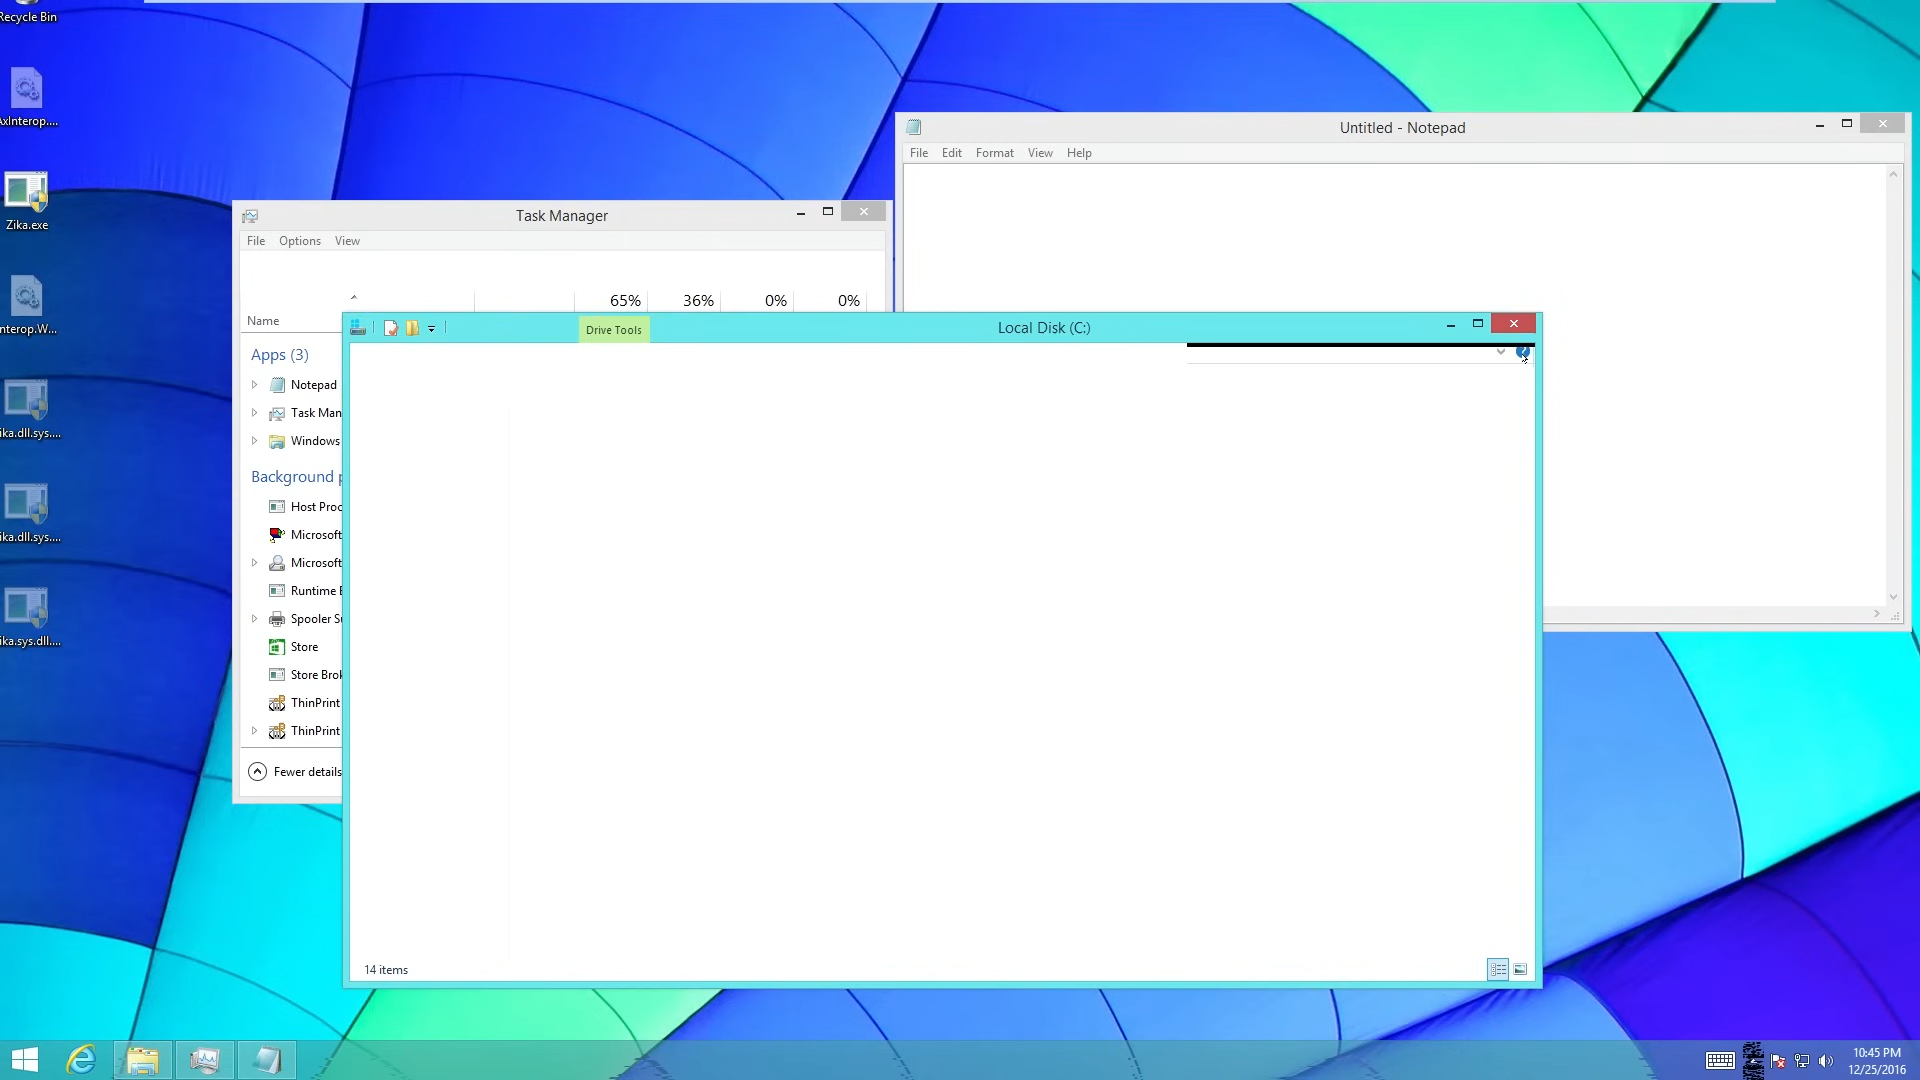 Recycle Bin
AxInterop....
Zika.exe
nterop.W...
ika.dll.sys....
ika.dll.sys....
ika.sys.dll....
Untitled - Notepad
File Edit Format View Help
Task Manager
File Options View
65% 36% 0% 0%
Name
Apps (3)
Notepad
Task Man
Windows
Background p
Host Proc
Microsoft
Microsoft
Runtime B
Spooler Su
Store
Store Brok
ThinPrint
ThinPrint
Fewer details
Drive Tools
Local Disk (C:)
14 items
10:45 PM
12/25/2016